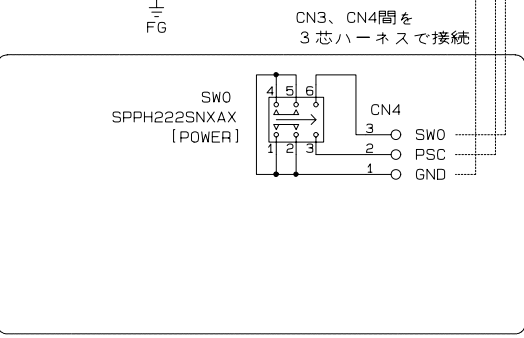 FG
CN3、CN4間を
3芯ハーネスで接続
SW0
SPPH222SNXAX
[POWER]
4 5 6
1 2 3
CN4
3 SW0
2 PSC
1 GND